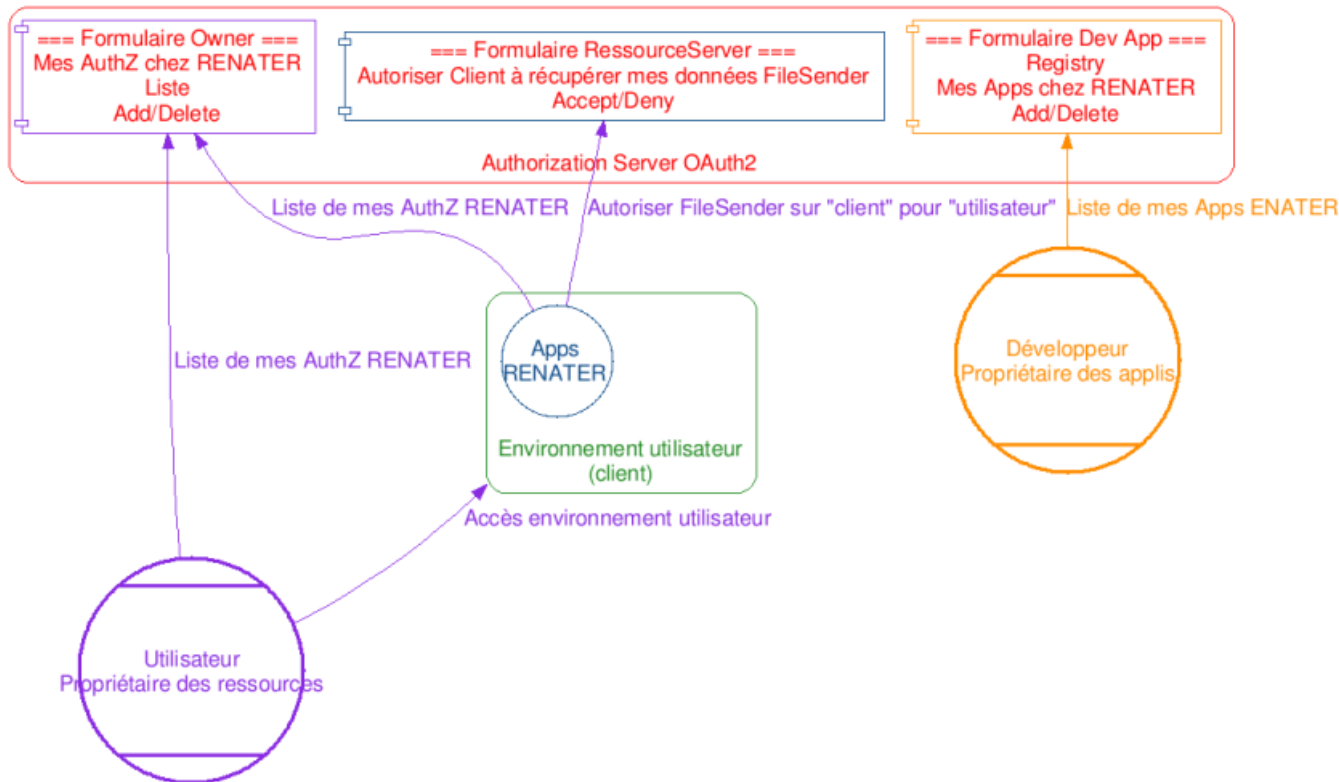 === Formulaire Owner ===
Mes AuthZ chez RENATER
Liste
Add/Delete
=== Formulaire RessourceServer ===
Autoriser Client à récupérer mes données FileSender
Accept/Deny
=== Formulaire Dev App ===
Registry
Mes Apps chez RENATER
Add/Delete
Authorization Server OAuth2
Liste de mes AuthZ RENATER
Autoriser FileSender sur "client" pour "utilisateur"
Liste de mes Apps ENATER
Liste de mes AuthZ RENATER
Apps
RENATER
Développeur
Propriétaire des applis
Environnement utilisateur
(client)
Accès environnement utilisateur
Utilisateur
Propriétaire des ressources